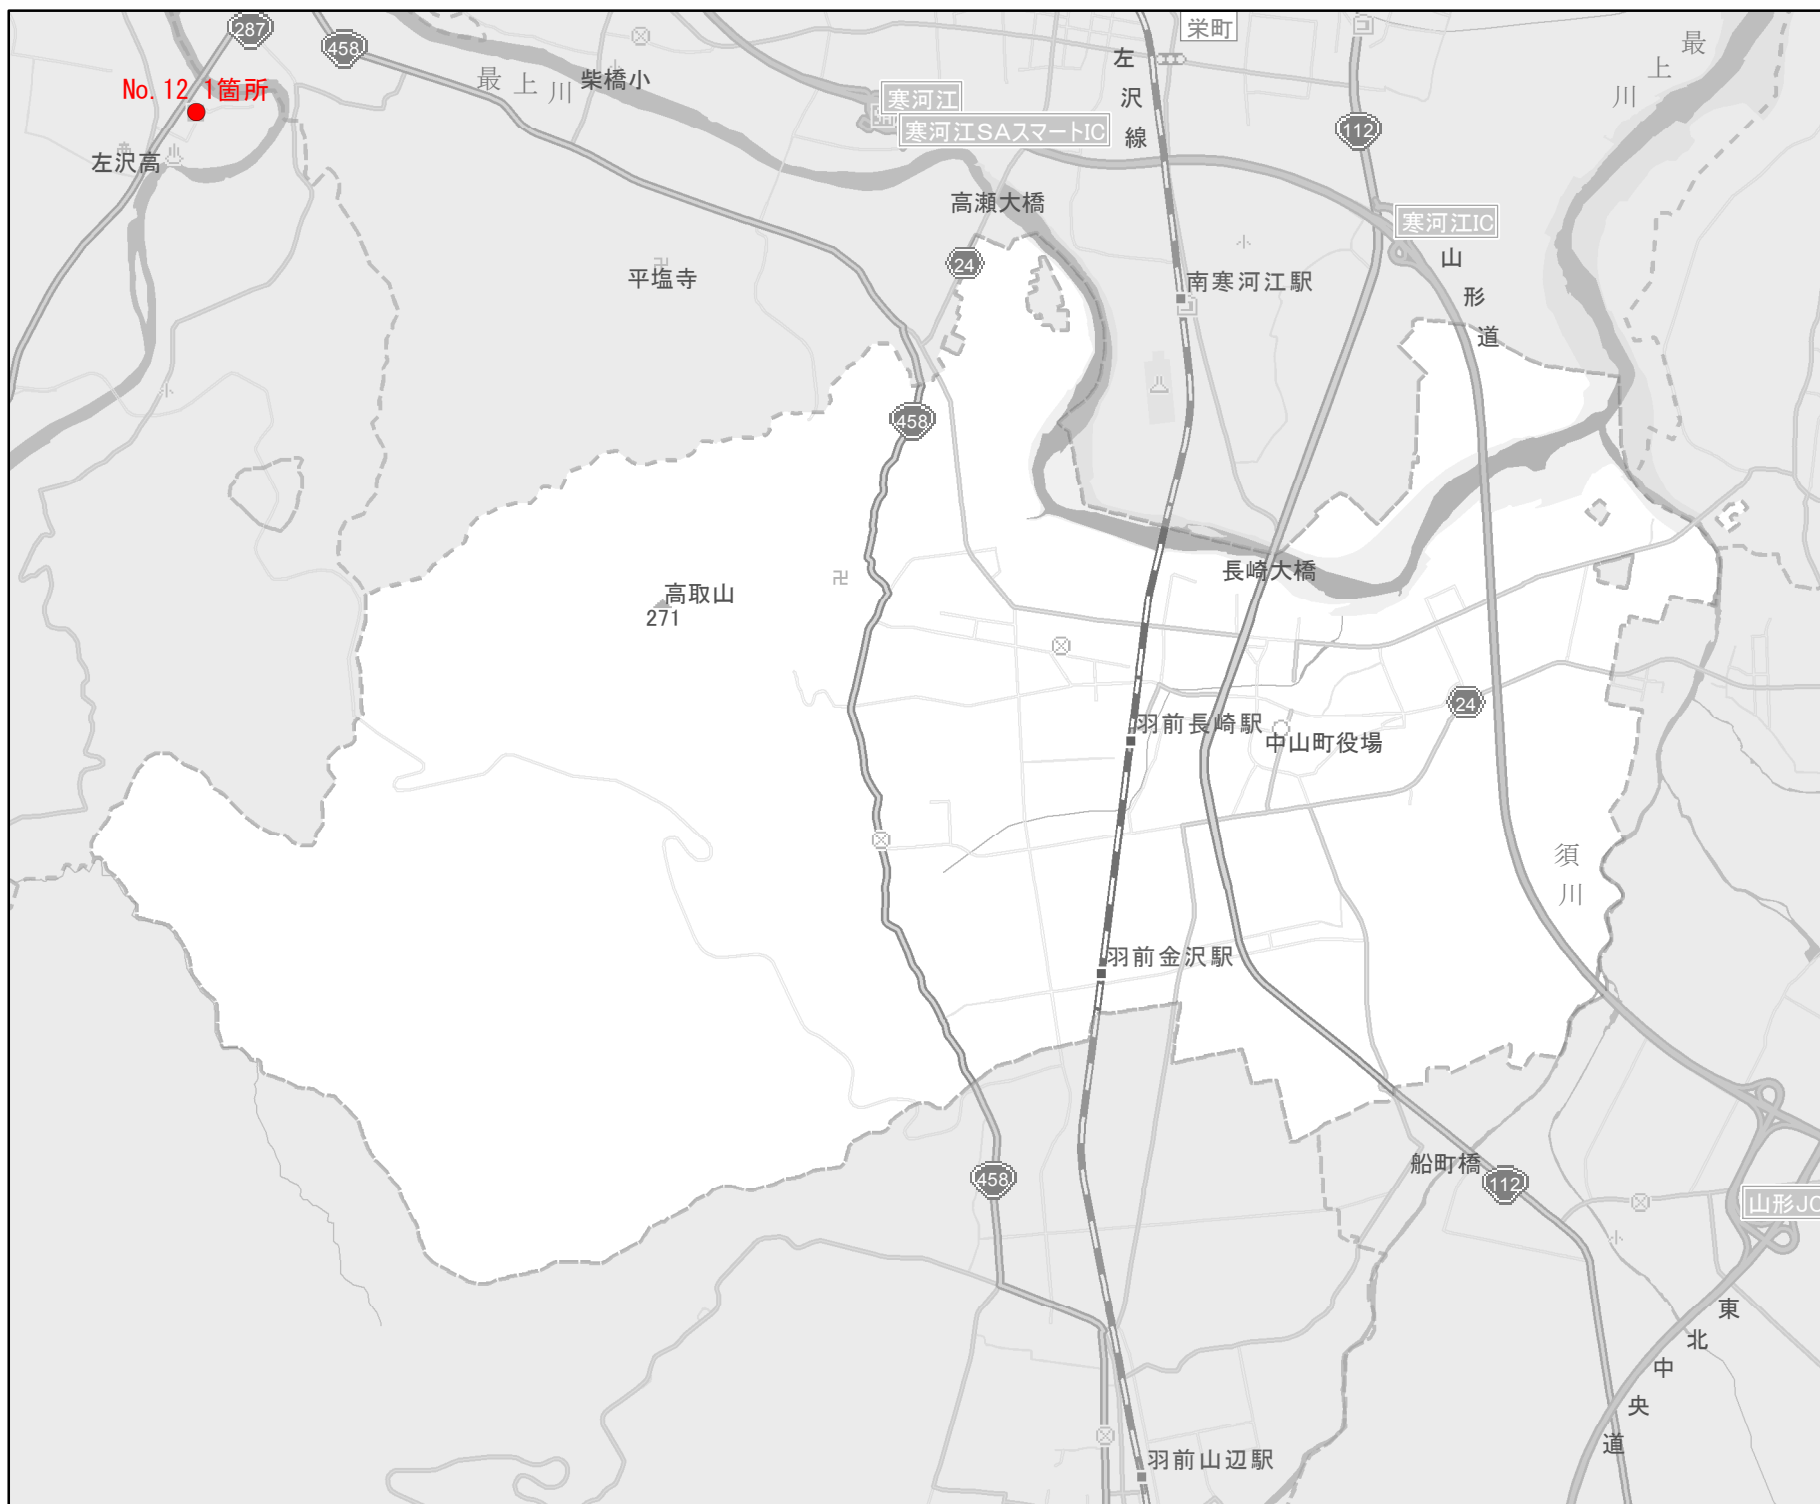 287
458
最上川
柴橋小
栄町
左沢線
最上川
No.12 1箇所
寒河江
寒河江SAスマートIC
112
左沢高
高瀬大橋
寒河江IC
24
平塩寺
南寒河江駅
山形道
458
長崎大橋
高取山
271
24
羽前長崎駅
中山町役場
須川
羽前金沢駅
船町橋
458
112
山形JC
東北中央道
羽前山辺駅